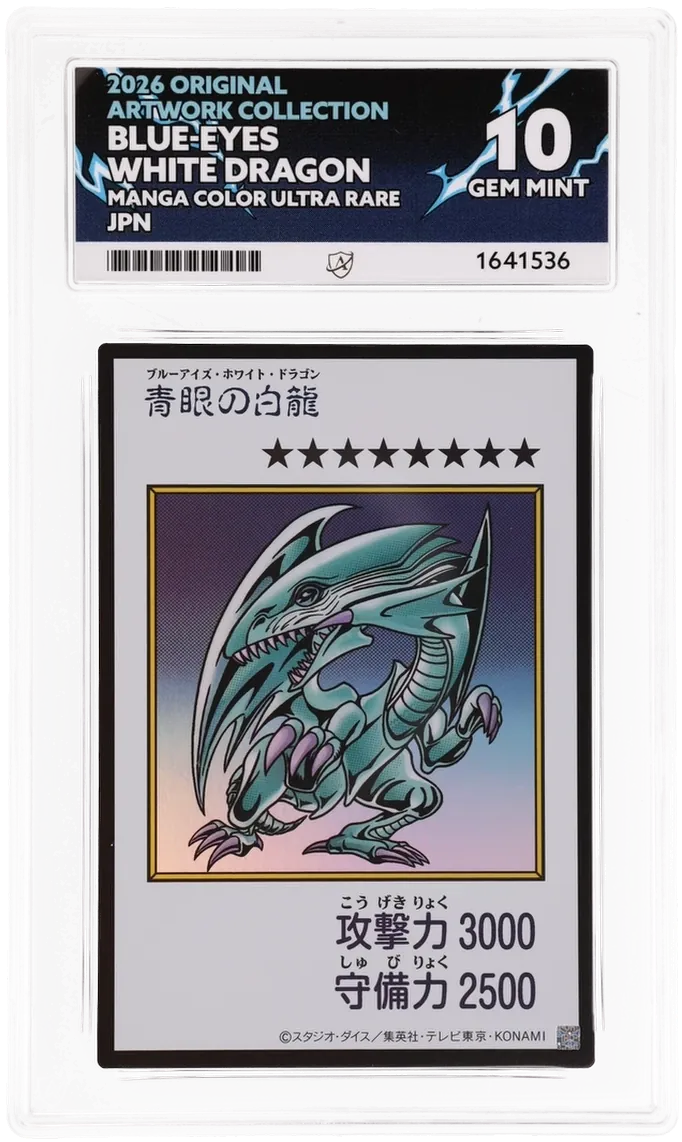 2026 ORIGINAL
ARTWORK COLLECTION
BLUE-EYES
WHITE DRAGON
MANGA COLOR ULTRA RARE
JPN
10
GEM MINT
A
1641536
ブルーアイズ・ホワイト・ドラゴン
青眼の白龍
★★★★★★★★
こうげきりょく
攻撃力 3000
しゅびりょく
守備力 2500
©スタジオ・ダイス/集英社・テレビ東京・KONAMI